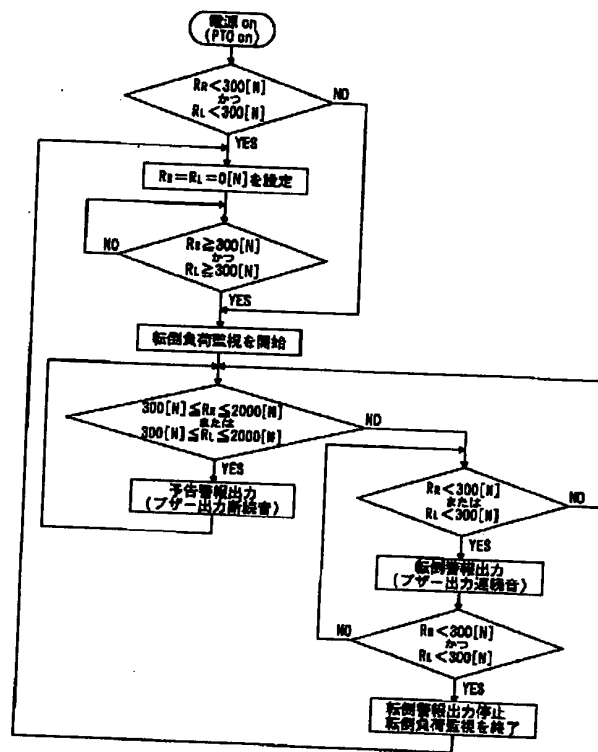 電源on
(PTO on)
RR<300[N]
かつ
RL<300[N]
NO
YES
RR=RL=0[N]を設定
RR≧300[N]
かつ
RL≧300[N]
NO
YES
転倒負荷監視を開始
300[N]≦RR≦2000[N]
または
300[N]≦RL≦2000[N]
NO
YES
予告警報出力
(ブザー出力断続音)
RR<300[N]
または
RL<300[N]
NO
YES
転倒警報出力
(ブザー出力連続音)
RR<300[N]
かつ
RL<300[N]
NO
YES
転倒警報出力停止
転倒負荷監視を終了